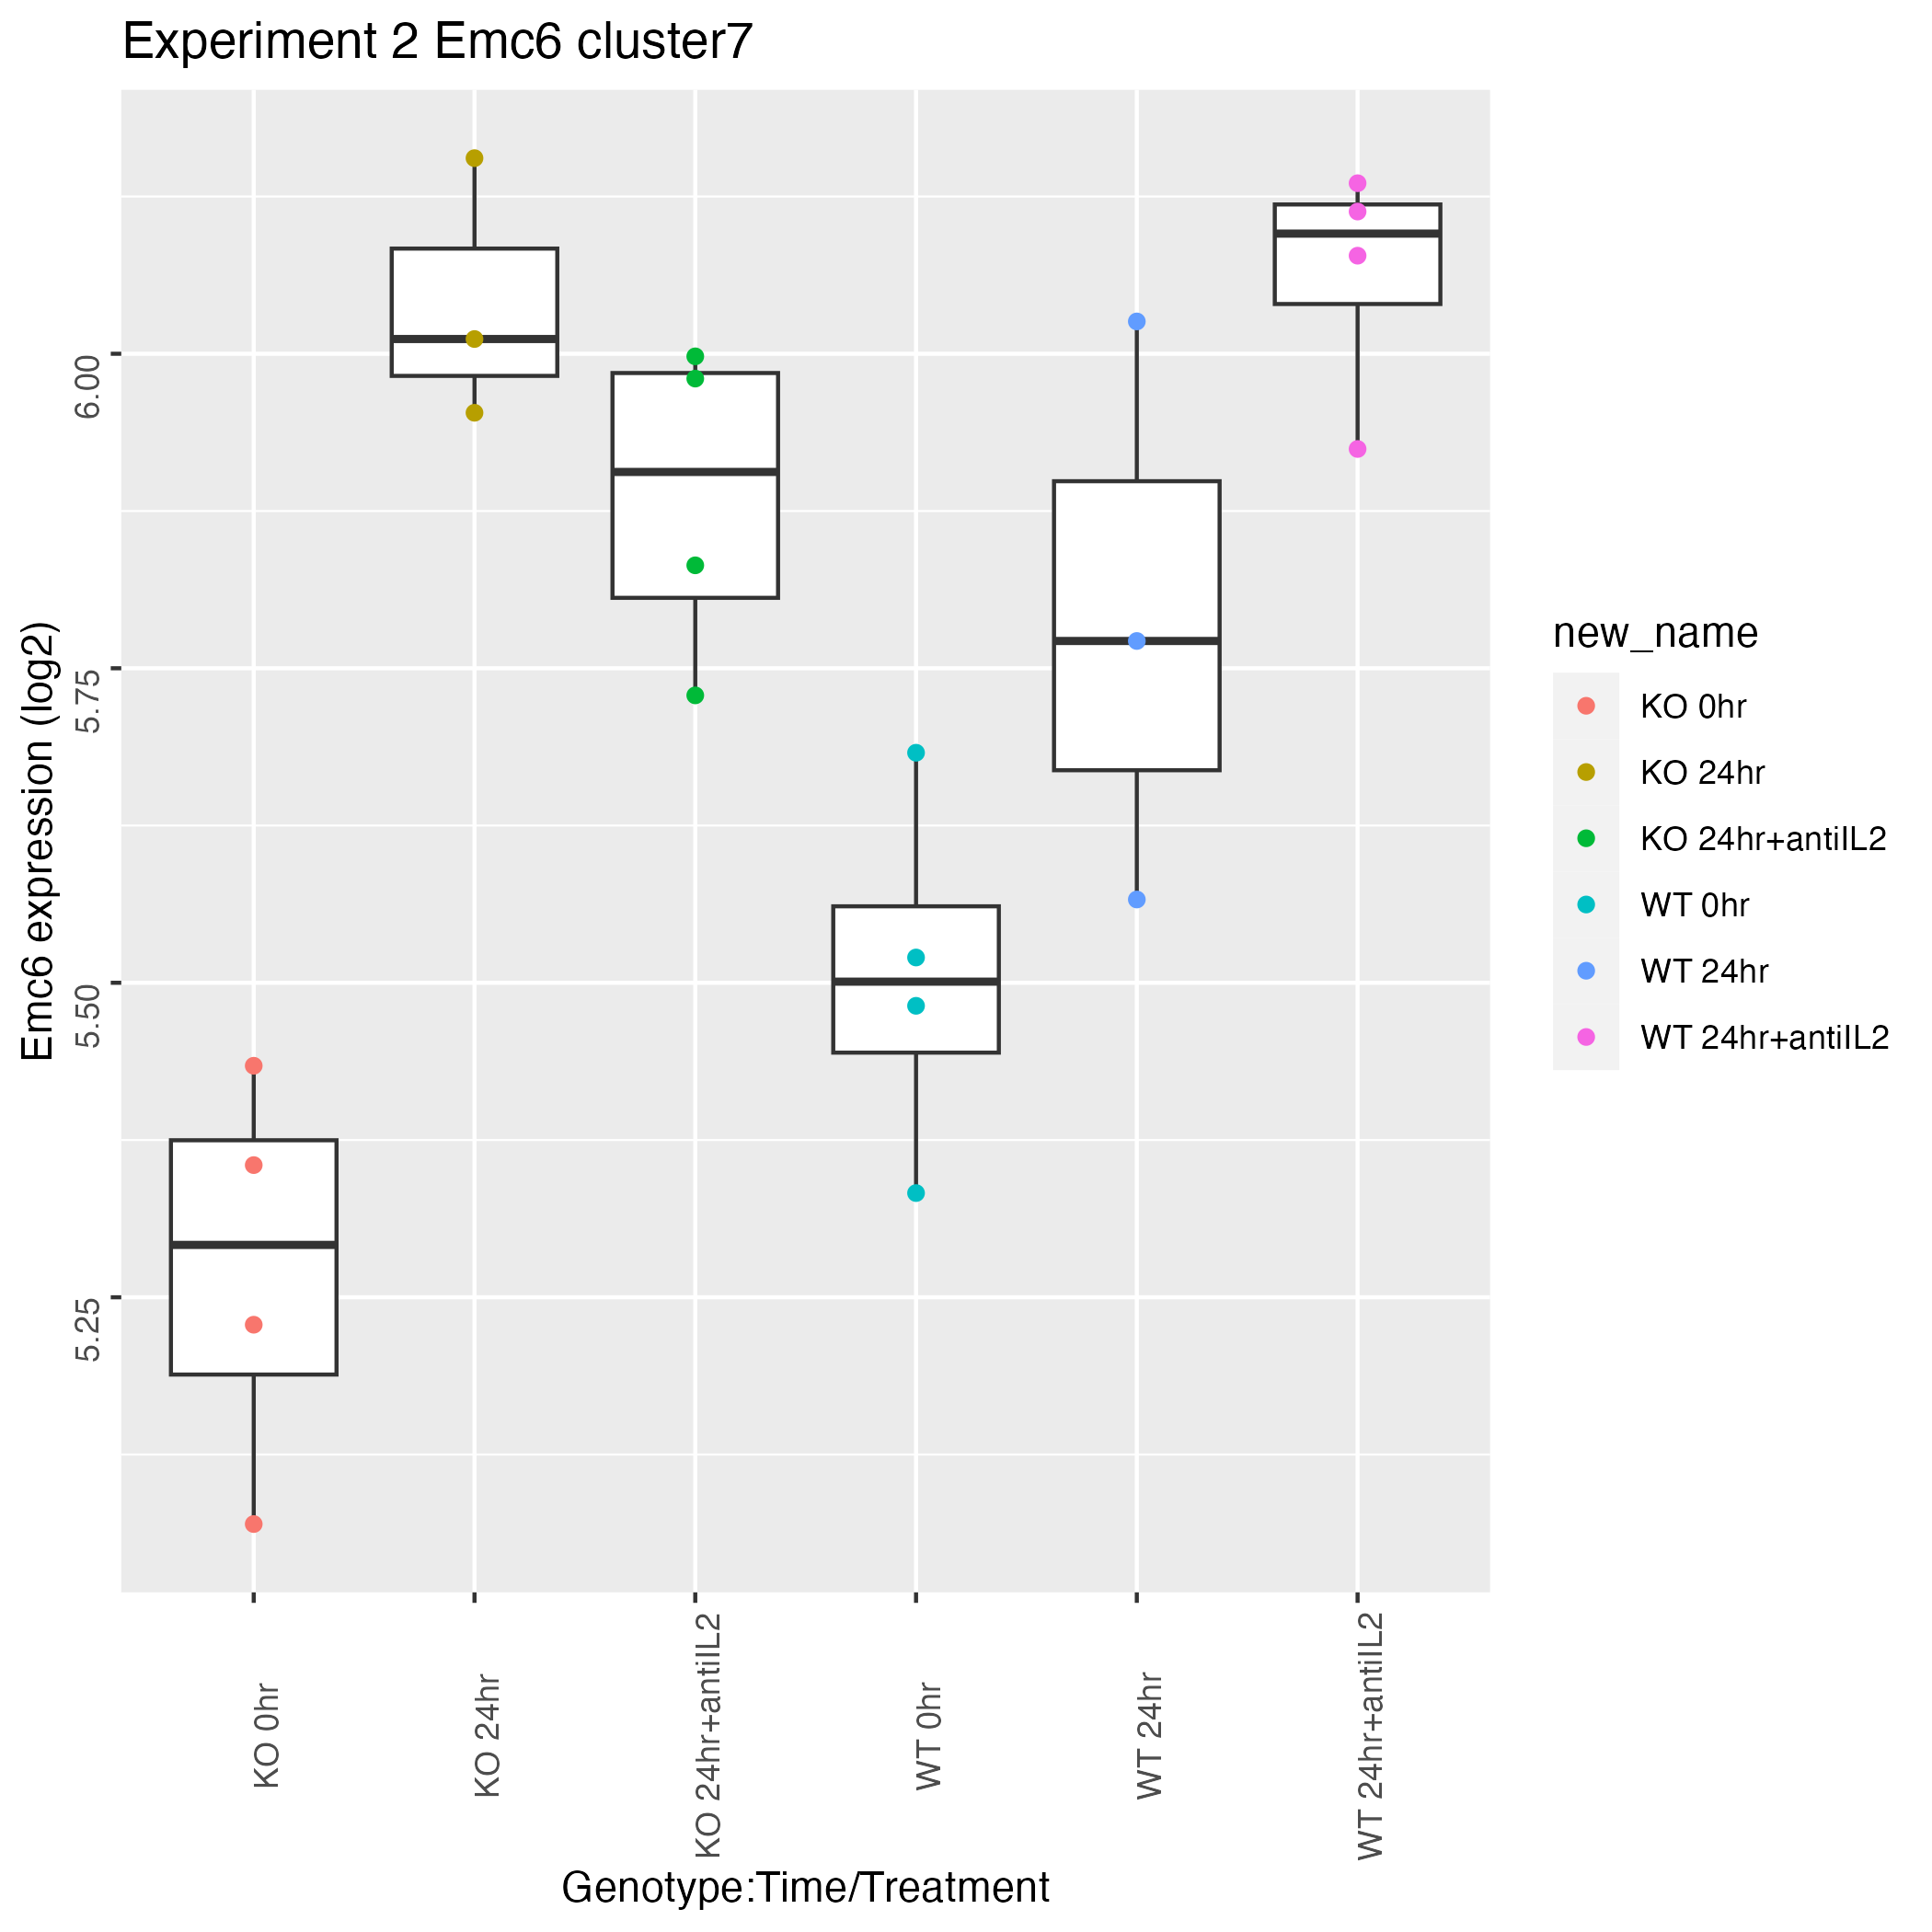 Experiment 2 Emc6 cluster7
Emc6 expression (log2)
6.00
5.75
5.50
5.25
KO 0hr
KO 24hr
KO 24hr+antiIL2
WT 0hr
WT 24hr
WT 24hr+antiIL2
Genotype:Time/Treatment
new_name
KO 0hr
KO 24hr
KO 24hr+antiIL2
WT 0hr
WT 24hr
WT 24hr+antiIL2